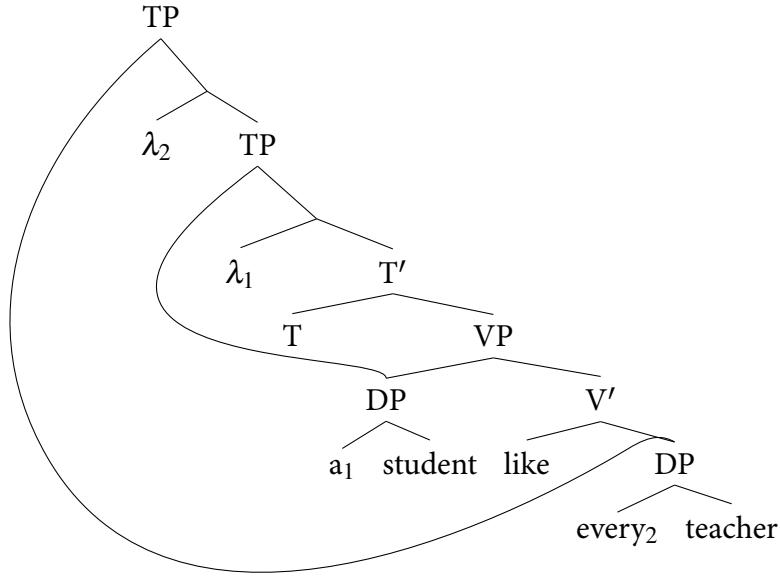 TP
λ₂ TP
λ₁ T′
T VP
DP V′
a₁ student like DP
every₂ teacher